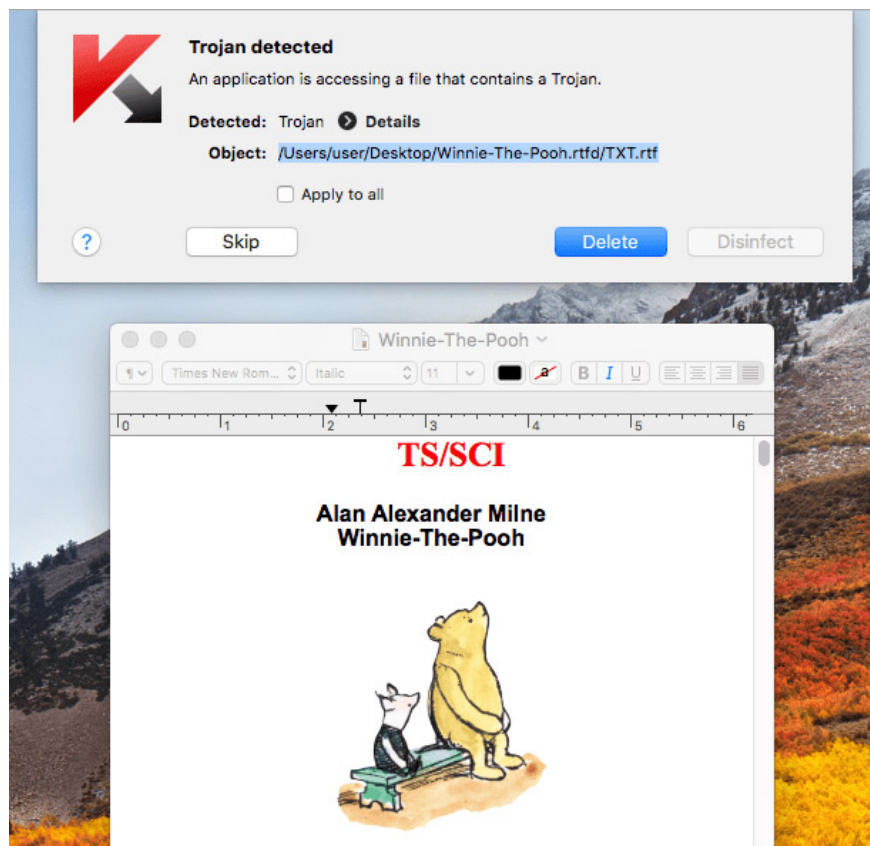 Trojan detected
An application is accessing a file that contains a Trojan.
Detected: Trojan Details
Object: /Users/user/Desktop/Winnie-The-Pooh.rtfd/TXT.rtf
Apply to all
? Skip Delete Disinfect
Winnie-The-Pooh
¶ Times New Rom... Italic 11 a B I U
0 1 2 3 4 5 6
TS/SCI
Alan Alexander Milne
Winnie-The-Pooh